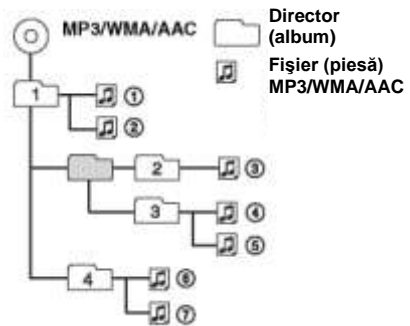 MP3/WMA/AAC
Director
(album)
Fişier (piesă)
MP3/WMA/AAC
1 ①
②
2 ③
3 ④
⑤
4 ⑥
⑦